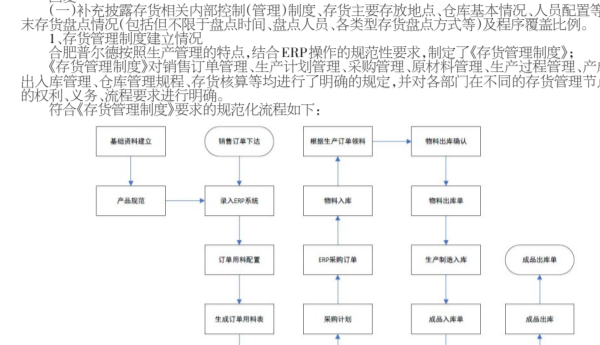 (一)补充披露存货相关内部控制(管理)制度、存货主要存放地点、仓库基本情况、人员配置等
末存货盘点情况(包括但不限于盘点时间、盘点人员、各类型存货盘点方式等)及程序覆盖比例。
1、存货管理制度建立情况
合肥普尔德按照生产管理的特点,结合ERP操作的规范性要求,制定了《存货管理制度》;
《存货管理制度》对销售订单管理、生产计划管理、采购管理、原材料管理、生产过程管理、产
出入库管理、仓库管理规程、存货核算等均进行了明确的规定,并对各部门在不同的存货管理节
的权利、义务、流程要求进行明确。
符合《存货管理制度》要求的规范化流程如下:
基础资料建立
销售订单下达
根据生产订单领料
物料出库确认
产品规范
录入ERP系统
物料入库
物料出库单
订单用料配置
ERP采购订单
生产制造入库
成品出库单
生成订单用料表
采购计划
成品入库单
成品出库